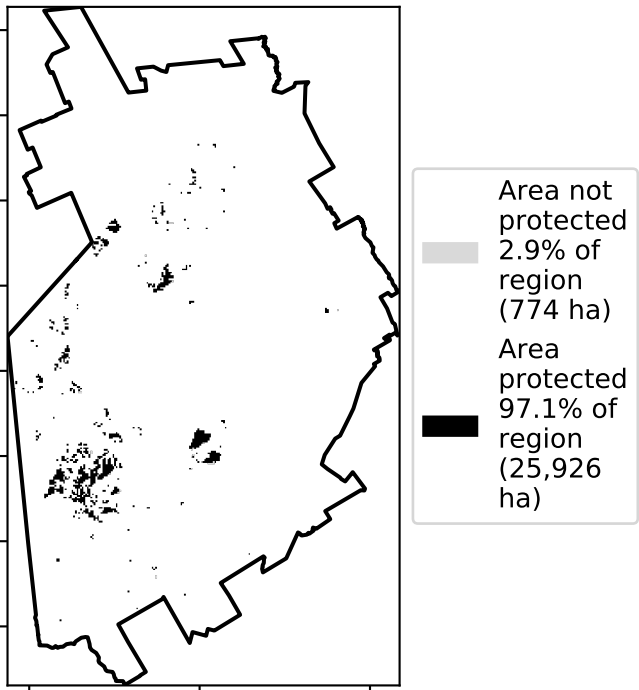 Area not
protected
2.9% of
region
(774 ha)
Area
protected
97.1% of
region
(25,926
ha)